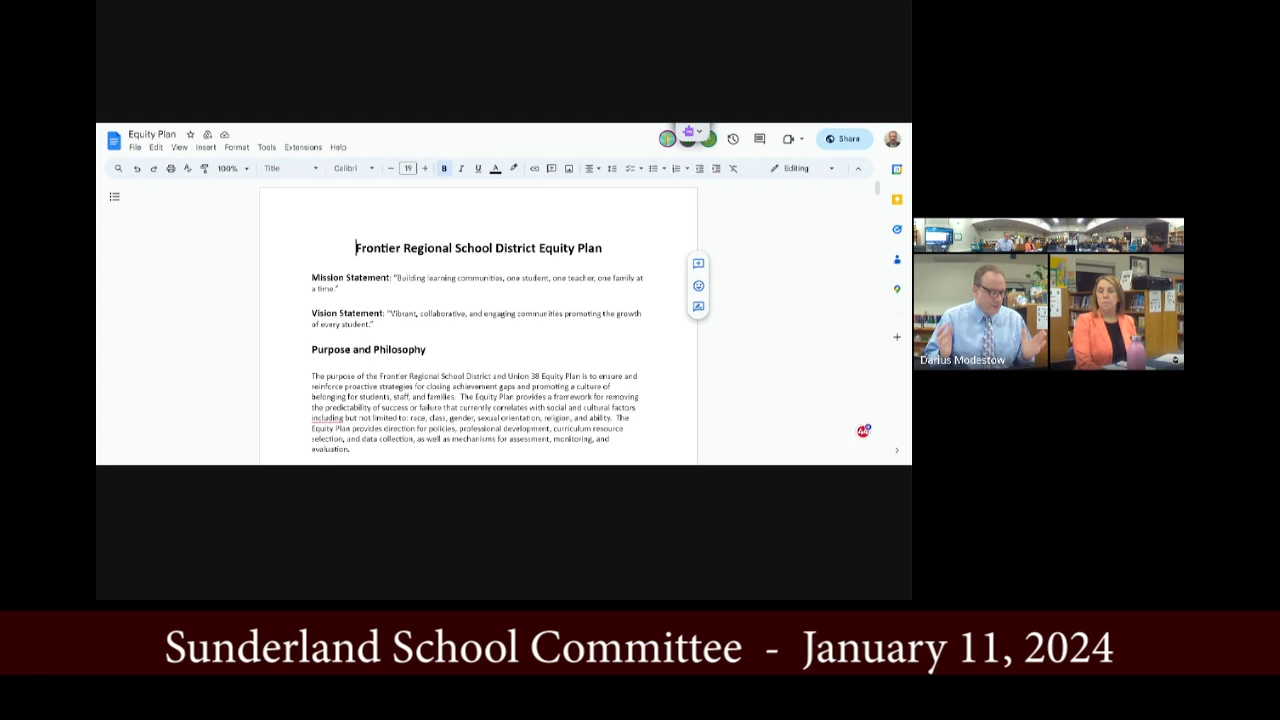 Equity Plan
File Edit View Insert Format Tools Extensions Help
Share
100% Title Calibri 19 B I U A Editing
Frontier Regional School District Equity Plan
Mission Statement: "Building learning communities, one student, one teacher, one family at
a time."
Vision Statement: "Vibrant, collaborative, and engaging communities promoting the growth
of every student."
Purpose and Philosophy
The purpose of the Frontier Regional School District and Union 38 Equity Plan is to ensure and
reinforce proactive strategies for closing achievement gaps and promoting a culture of
belonging for students, staff, and families. The Equity Plan provides a framework for removing
the predictability of success or failure that currently correlates with social and cultural factors
including but not limited to: race, class, gender, sexual orientation, religion, and ability. The
Equity Plan provides direction for policies, professional development, curriculum resource
selection, and data collection, as well as mechanisms for assessment, monitoring, and
evaluation.
Darius Modestow
Sunderland School Committee - January 11, 2024